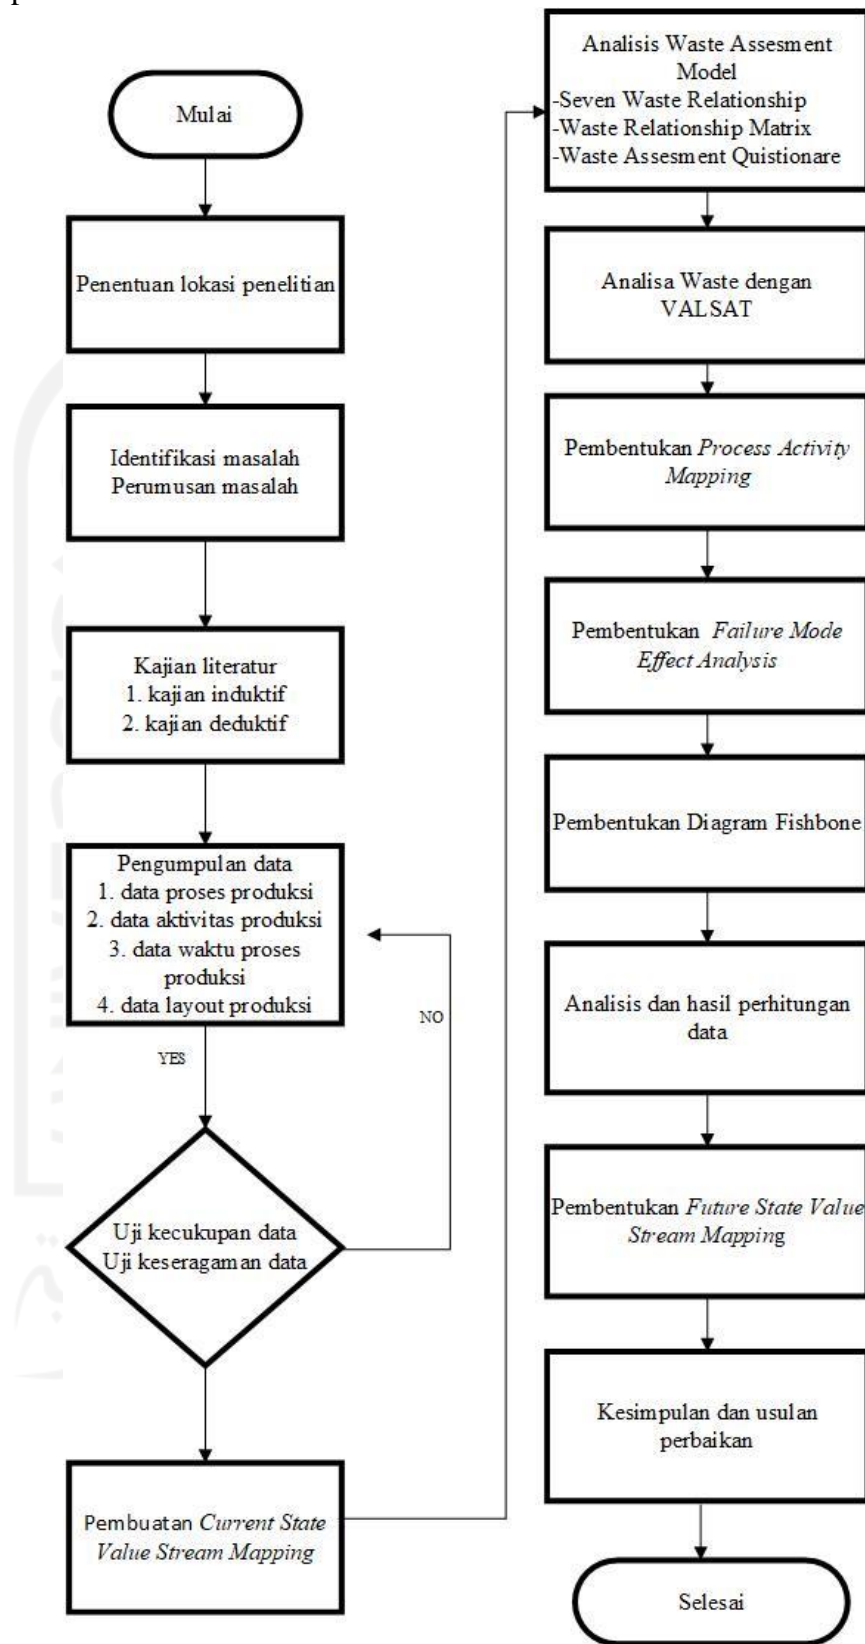 Mulai
Penentuan lokasi penelitian
Identifikasi masalah
Perumusan masalah
Kajian literatur
1. kajian induktif
2. kajian deduktif
Pengumpulan data
1. data proses produksi
2. data aktivitas produksi
3. data waktu proses
produksi
4. data layout produksi
NO
YES
Uji kecukupan data
Uji keseragaman data
Pembuatan Current State
Value Stream Mapping
Analisis Waste Assesment
Model
-Seven Waste Relationship
-Waste Relationship Matrix
-Waste Assesment Quistionare
Analisa Waste dengan
VALSAT
Pembentukan Process Activity
Mapping
Pembentukan Failure Mode
Effect Analysis
Pembentukan Diagram Fishbone
Analisis dan hasil perhitungan
data
Pembentukan Future State Value
Stream Mapping
Kesimpulan dan usulan
perbaikan
Selesai